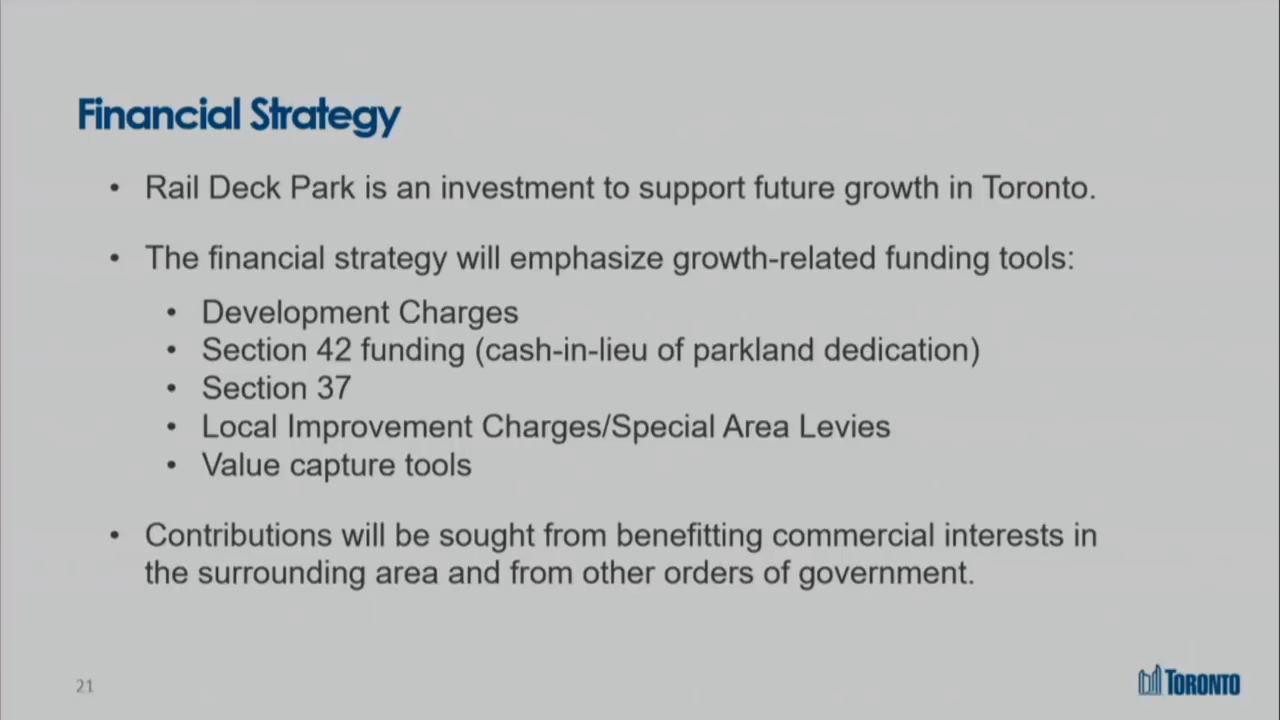 Financial Strategy
• Rail Deck Park is an investment to support future growth in Toronto.
• The financial strategy will emphasize growth-related funding tools:
• Development Charges
• Section 42 funding (cash-in-lieu of parkland dedication)
• Section 37
• Local Improvement Charges/Special Area Levies
• Value capture tools
• Contributions will be sought from benefitting commercial interests in
the surrounding area and from other orders of government.
21
TORONTO